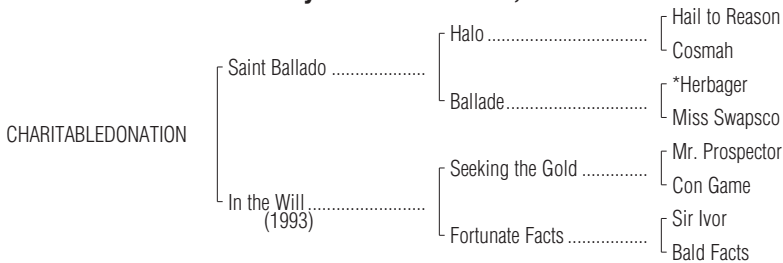 Hail to Reason
Halo ..................................
Cosmah
Saint Ballado ....................
*Herbager
Ballade..............................
Miss Swapsco
CHARITABLEDONATION
Mr. Prospector
Seeking the Gold ..............
Con Game
In the Will.........................
(1993)
Sir Ivor
Fortunate Facts .................
Bald Facts